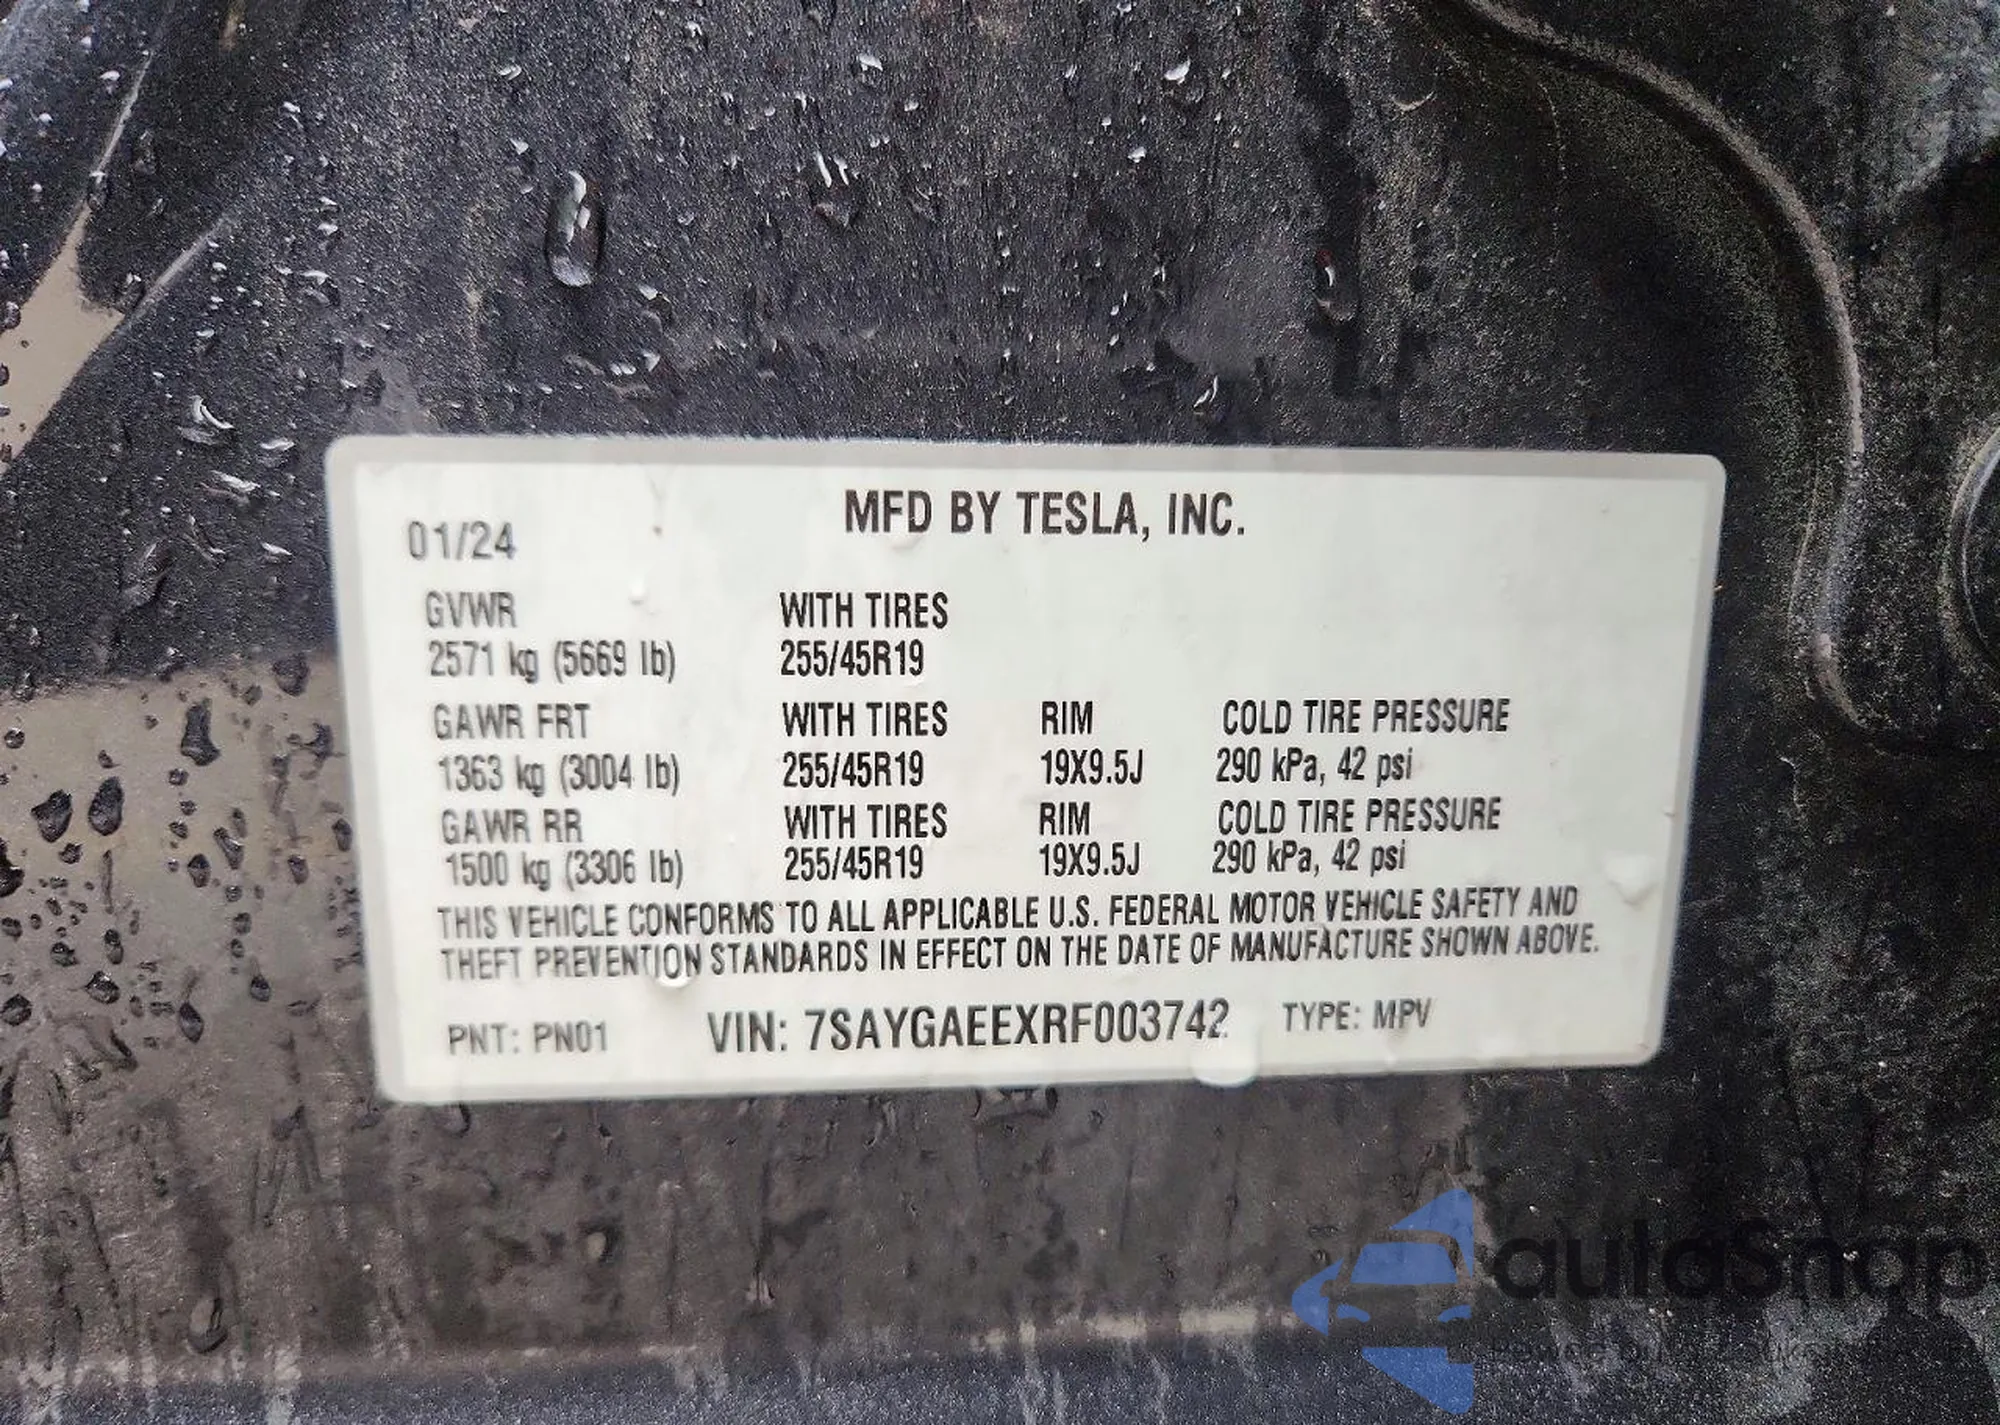 MFD BY TESLA, INC.
01/24
GVWR WITH TIRES
2571 kg (5669 lb) 255/45R19
GAWR FRT WITH TIRES RIM COLD TIRE PRESSURE
1363 kg (3004 lb) 255/45R19 19X9.5J 290 kPa, 42 psi
GAWR RR WITH TIRES RIM COLD TIRE PRESSURE
1500 kg (3306 lb) 255/45R19 19X9.5J 290 kPa, 42 psi
THIS VEHICLE CONFORMS TO ALL APPLICABLE U.S. FEDERAL MOTOR VEHICLE SAFETY AND
THEFT PREVENTION STANDARDS IN EFFECT ON THE DATE OF MANUFACTURE SHOWN ABOVE.
PNT: PN01 VIN: 7SAYGAEEXRF003742 TYPE: MPV